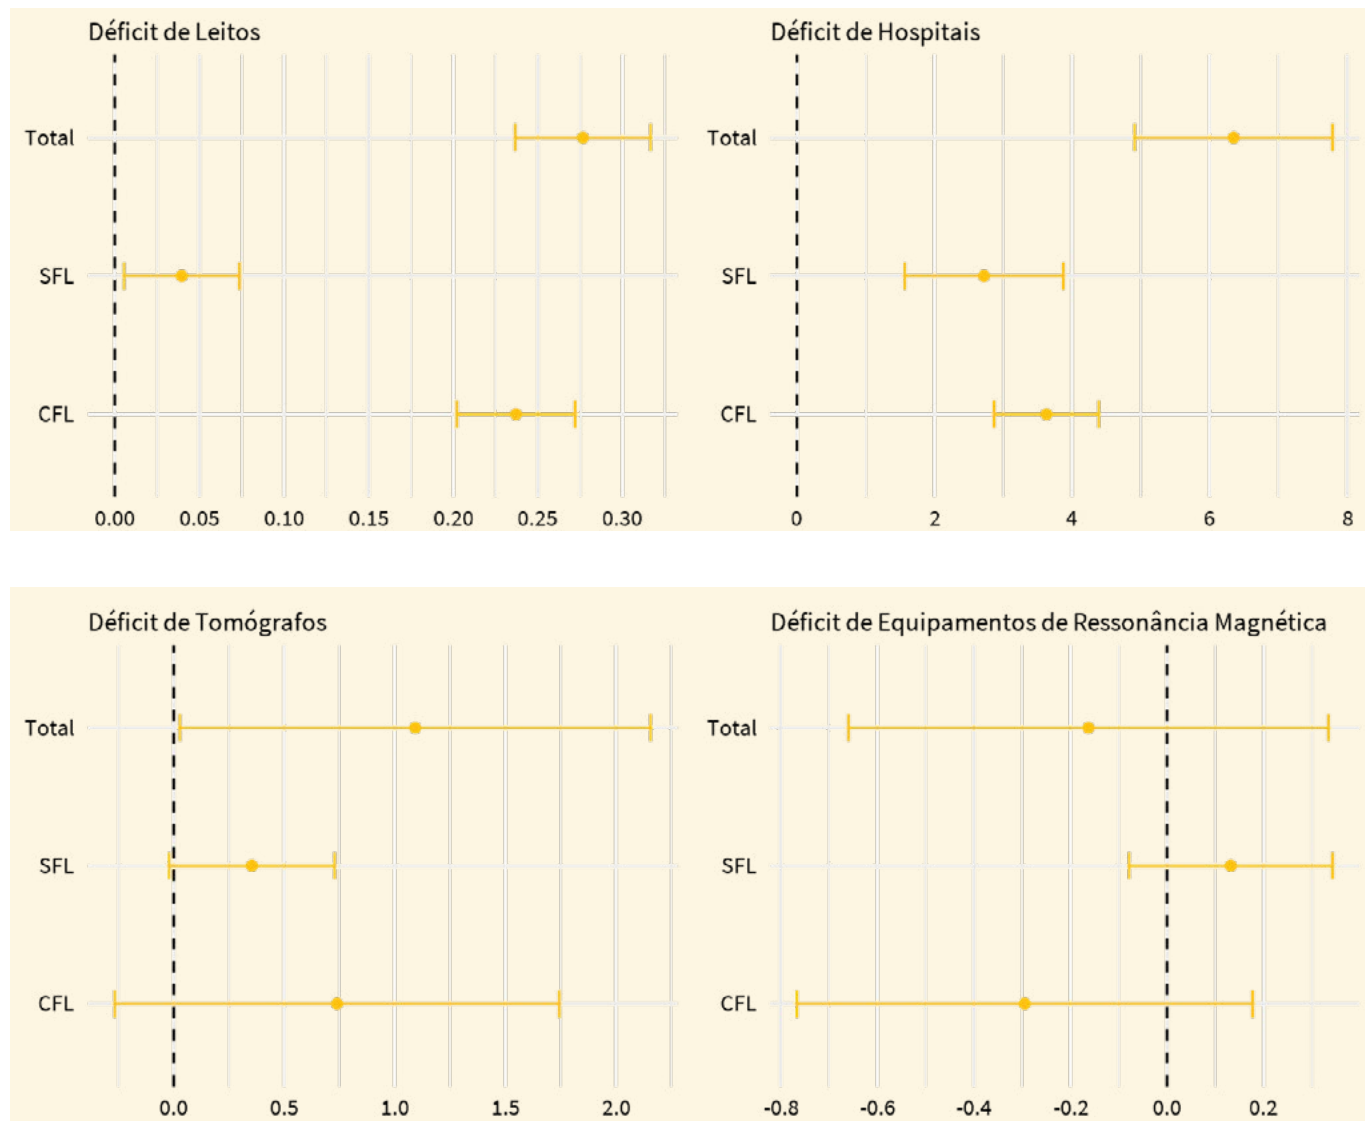 Déficit de Leitos
Total
SFL
CFL
0.00 0.05 0.10 0.15 0.20 0.25 0.30
Déficit de Hospitais
Total
SFL
CFL
0 2 4 6 8
Déficit de Tomógrafos
Total
SFL
CFL
0.0 0.5 1.0 1.5 2.0
Déficit de Equipamentos de Ressonância Magnética
Total
SFL
CFL
-0.8 -0.6 -0.4 -0.2 0.0 0.2